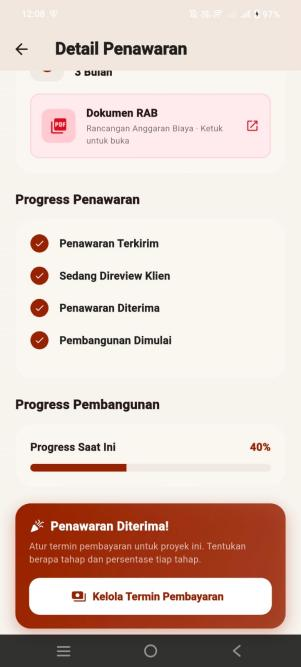 12:08 97%
Detail Penawaran
3 Bulan
Dokumen RAB
PDF
Rancangan Anggaran Biaya · Ketuk
untuk buka
Progress Penawaran
Penawaran Terkirim
Sedang Direview Klien
Penawaran Diterima
Pembangunan Dimulai
Progress Pembangunan
Progress Saat Ini 40%
Penawaran Diterima!
Atur termin pembayaran untuk proyek ini. Tentukan
berapa tahap dan persentase tiap tahap.
Kelola Termin Pembayaran